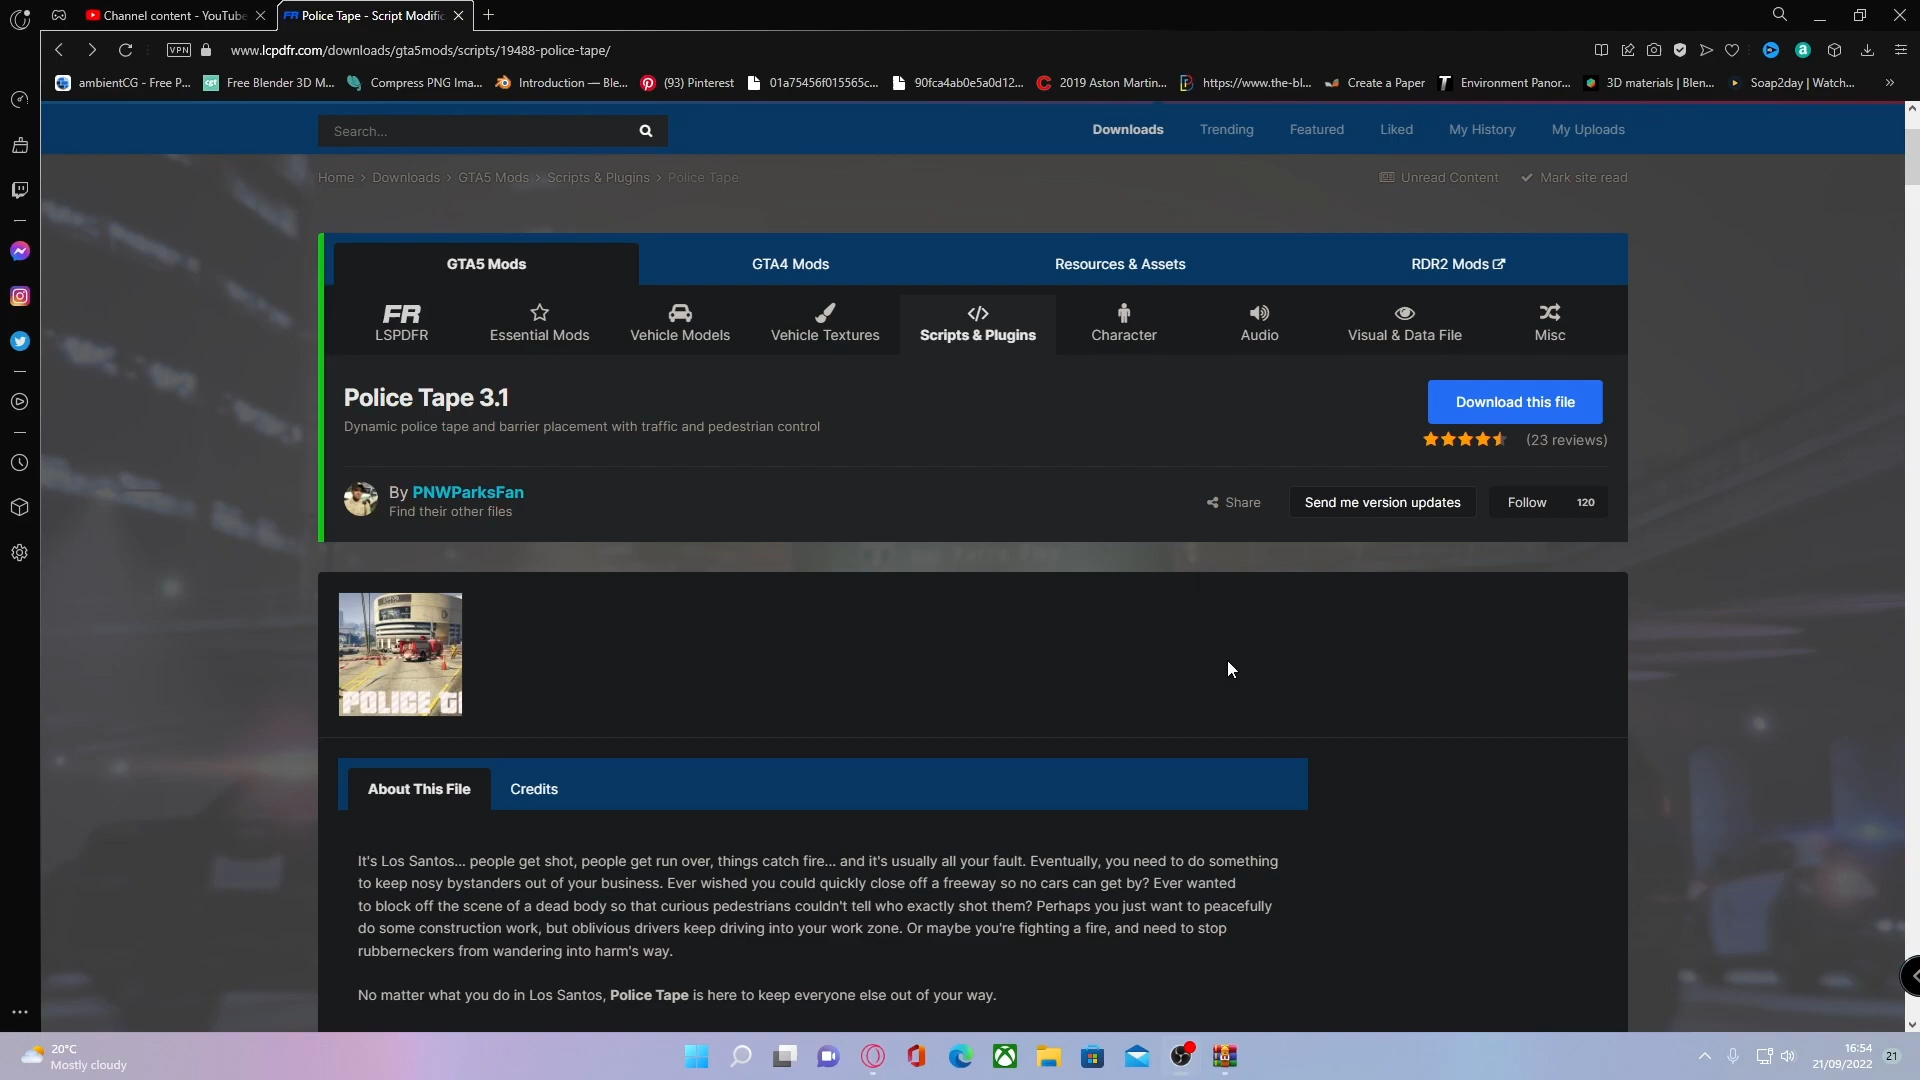 Channel content - YouTube
Police Tape - Script Modific
VPN
www.lcpdfr.com/downloads/gta5mods/scripts/19488-police-tape/
ambientCG - Free P...
Free Blender 3D M...
Compress PNG Ima...
Introduction — Ble...
(93) Pinterest
01a75456f015565c...
90fca4ab0e5a0d12...
2019 Aston Martin...
https://www.the-bl...
Create a Paper
Environment Panor...
3D materials | Blen...
Soap2day | Watch...
Search...
Downloads
Trending
Featured
Liked
My History
My Uploads
Home > Downloads > GTA5 Mods > Scripts & Plugins > Police Tape
Unread Content
Mark site read
GTA5 Mods
GTA4 Mods
Resources & Assets
RDR2 Mods
FR
LSPDFR
Essential Mods
Vehicle Models
Vehicle Textures
Scripts & Plugins
Character
Audio
Visual & Data File
Misc
Police Tape 3.1
Dynamic police tape and barrier placement with traffic and pedestrian control
Download this file
(23 reviews)
By PNWParksFan
Find their other files
Share
Send me version updates
Follow 120
POLICE
About This File
Credits
It's Los Santos... people get shot, people get run over, things catch fire... and it's usually all your fault. Eventually, you need to do something
to keep nosy bystanders out of your business. Ever wished you could quickly close off a freeway so no cars can get by? Ever wanted
to block off the scene of a dead body so that curious pedestrians couldn't tell who exactly shot them? Perhaps you just want to peacefully
do some construction work, but oblivious drivers keep driving into your work zone. Or maybe you're fighting a fire, and need to stop
rubberneckers from wandering into harm's way.
No matter what you do in Los Santos, Police Tape is here to keep everyone else out of your way.
20°C
Mostly cloudy
16:54
21/09/2022
21